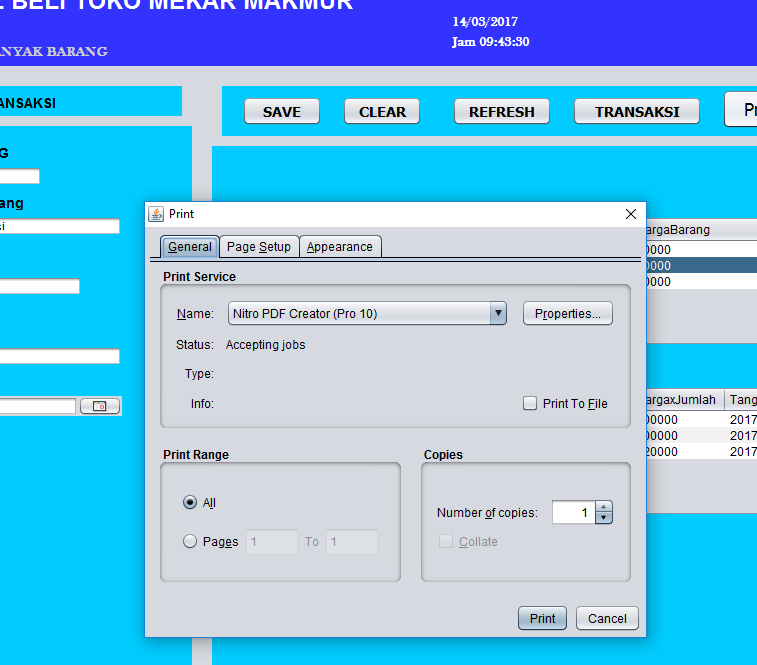 BELI TOKO MEKAR MAKMUR
14/03/2017
Jam 09:43:30
ANYAK BARANG
ANSAKSI
SAVE
CLEAR
REFRESH
TRANSAKSI
Pr
G
ang
si
Print
General
Page Setup
Appearance
Print Service
Name:
Nitro PDF Creator (Pro 10)
Properties...
Status:
Accepting jobs
Type:
Info:
Print To File
Print Range
All
Pages
1
To
1
Copies
Number of copies:
1
Collate
Print
Cancel
argaBarang
0000
0000
0000
argaxJumlah
Tang
00000
2017
00000
2017
20000
2017